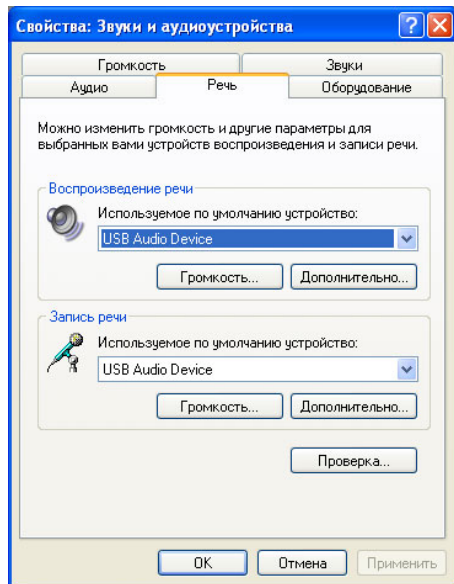 Свойства: Звуки и аудиоустройства
Громкость
Звуки
Аудио
Речь
Оборудование
Можно изменить громкость и другие параметры для
выбранных вами устройств воспроизведения и записи речи.
Воспроизведение речи
Используемое по умолчанию устройство:
USB Audio Device
Громкость...
Дополнительно...
Запись речи
Используемое по умолчанию устройство:
USB Audio Device
Громкость...
Дополнительно...
Проверка...
OK
Отмена
Применить